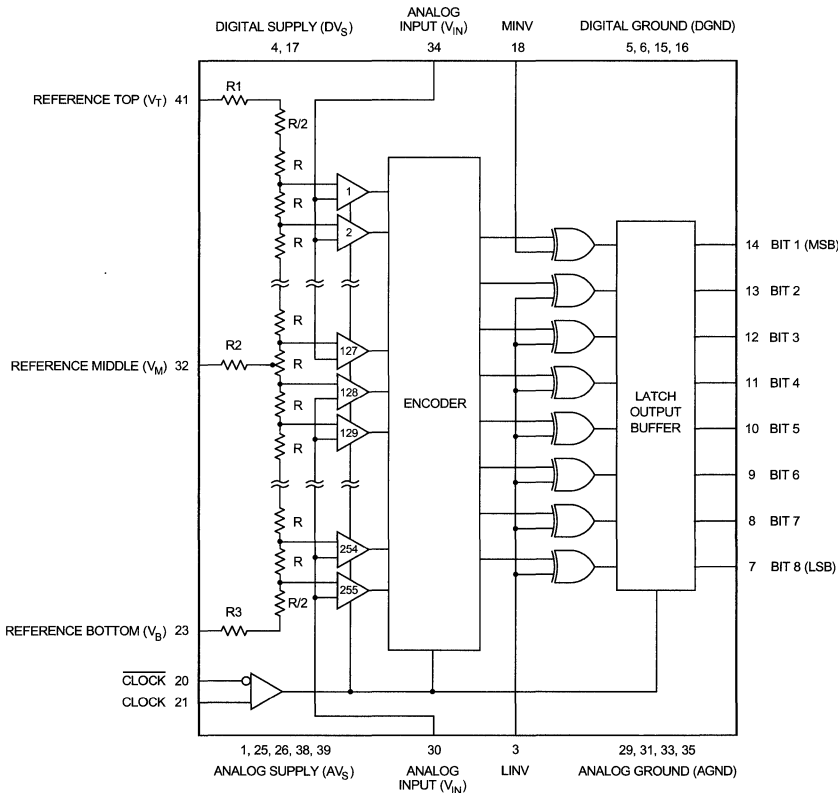 DIGITAL SUPPLY (DVS)
4, 17
ANALOG
INPUT (VIN)
34
MINV
18
DIGITAL GROUND (DGND)
5, 6, 15, 16
REFERENCE TOP (VT) 41
R1
R/2
R
R
R
1
2
R
REFERENCE MIDDLE (VM) 32
R2
R
R
R
127
128
129
ENCODER
LATCH
OUTPUT
BUFFER
14 BIT 1 (MSB)
13 BIT 2
12 BIT 3
11 BIT 4
10 BIT 5
9 BIT 6
8 BIT 7
7 BIT 8 (LSB)
R
R
R/2
254
255
REFERENCE BOTTOM (VB) 23
R3
CLOCK 20
CLOCK 21
1, 25, 26, 38, 39
ANALOG SUPPLY (AVS)
30
ANALOG
INPUT (VIN)
3
LINV
29, 31, 33, 35
ANALOG GROUND (AGND)